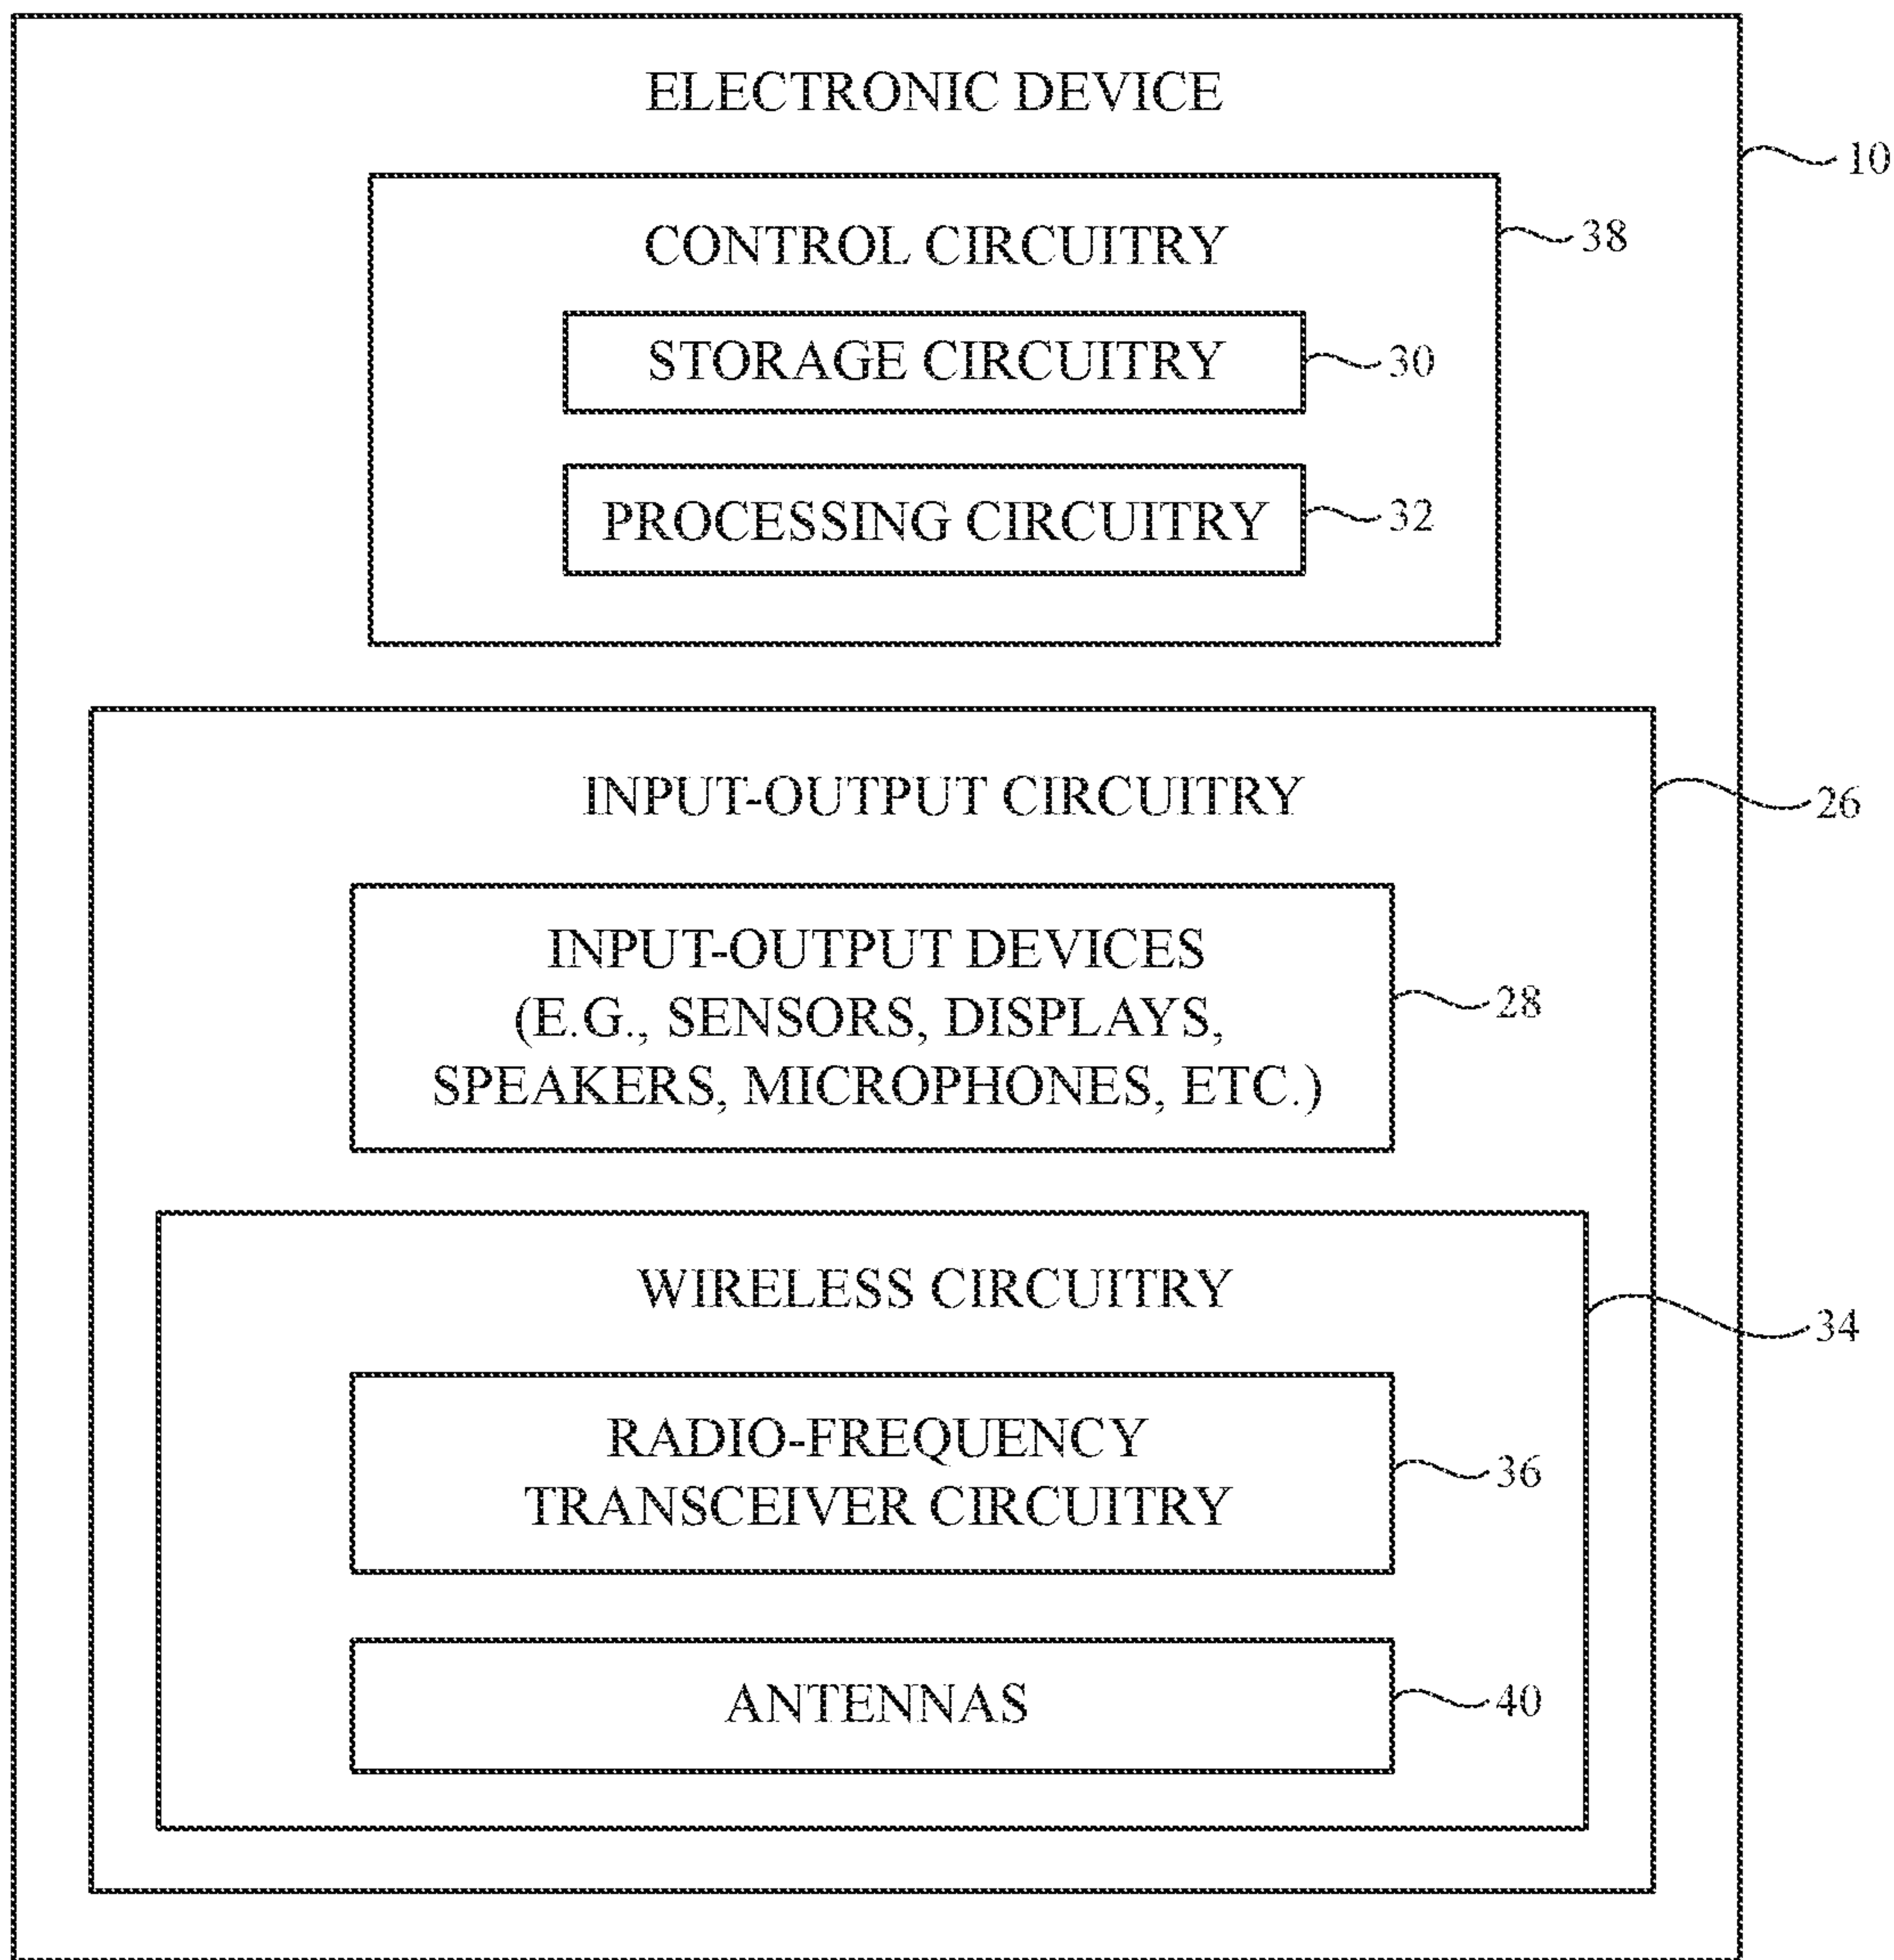 ELECTRONIC DEVICE
10
CONTROL CIRCUITRY
38
STORAGE CIRCUITRY
30
PROCESSING CIRCUITRY
32
INPUT-OUTPUT CIRCUITRY
26
INPUT-OUTPUT DEVICES
(E.G., SENSORS, DISPLAYS,
SPEAKERS, MICROPHONES, ETC.)
28
WIRELESS CIRCUITRY
34
RADIO-FREQUENCY
TRANSCEIVER CIRCUITRY
36
ANTENNAS
40